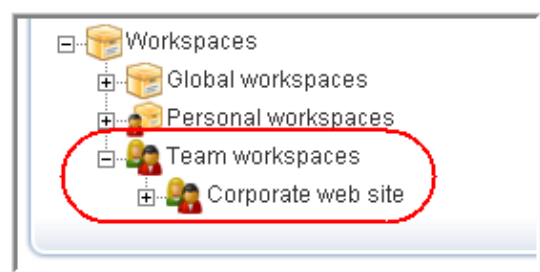 Workspaces
Global workspaces
Personal workspaces
Team workspaces
Corporate web site